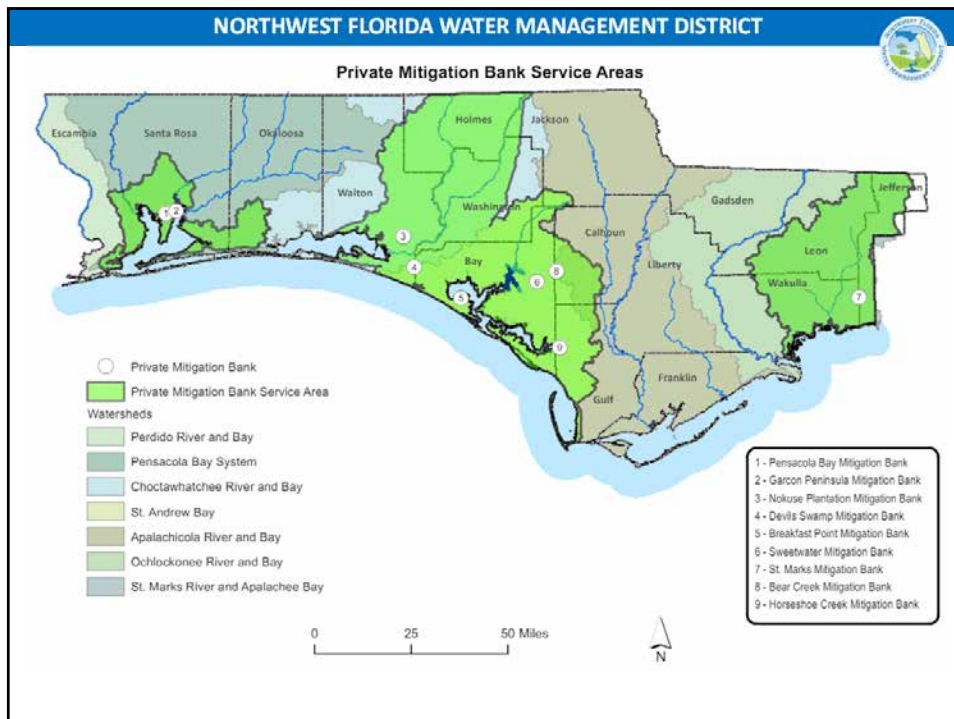 NORTHWEST FLORIDA WATER MANAGEMENT DISTRICT
NORTHWEST FLORIDA
WATER MANAGEMENT DISTRICT
Private Mitigation Bank Service Areas
Escambia
Santa Rosa
Okaloosa
Holmes
Jackson
Walton
Washington
Gadsden
Jefferson
Calhoun
Leon
Bay
Liberty
Wakulla
Gulf
Franklin
1
2
3
4
5
6
8
7
9
Private Mitigation Bank
Private Mitigation Bank Service Area
Watersheds
Perdido River and Bay
Pensacola Bay System
Choctawhatchee River and Bay
St. Andrew Bay
Apalachicola River and Bay
Ochlockonee River and Bay
St. Marks River and Apalachee Bay
1 - Pensacola Bay Mitigation Bank
2 - Garcon Peninsula Mitigation Bank
3 - Nokuse Plantation Mitigation Bank
4 - Devils Swamp Mitigation Bank
5 - Breakfast Point Mitigation Bank
6 - Sweetwater Mitigation Bank
7 - St. Marks Mitigation Bank
8 - Bear Creek Mitigation Bank
9 - Horseshoe Creek Mitigation Bank
0 25 50 Miles
N